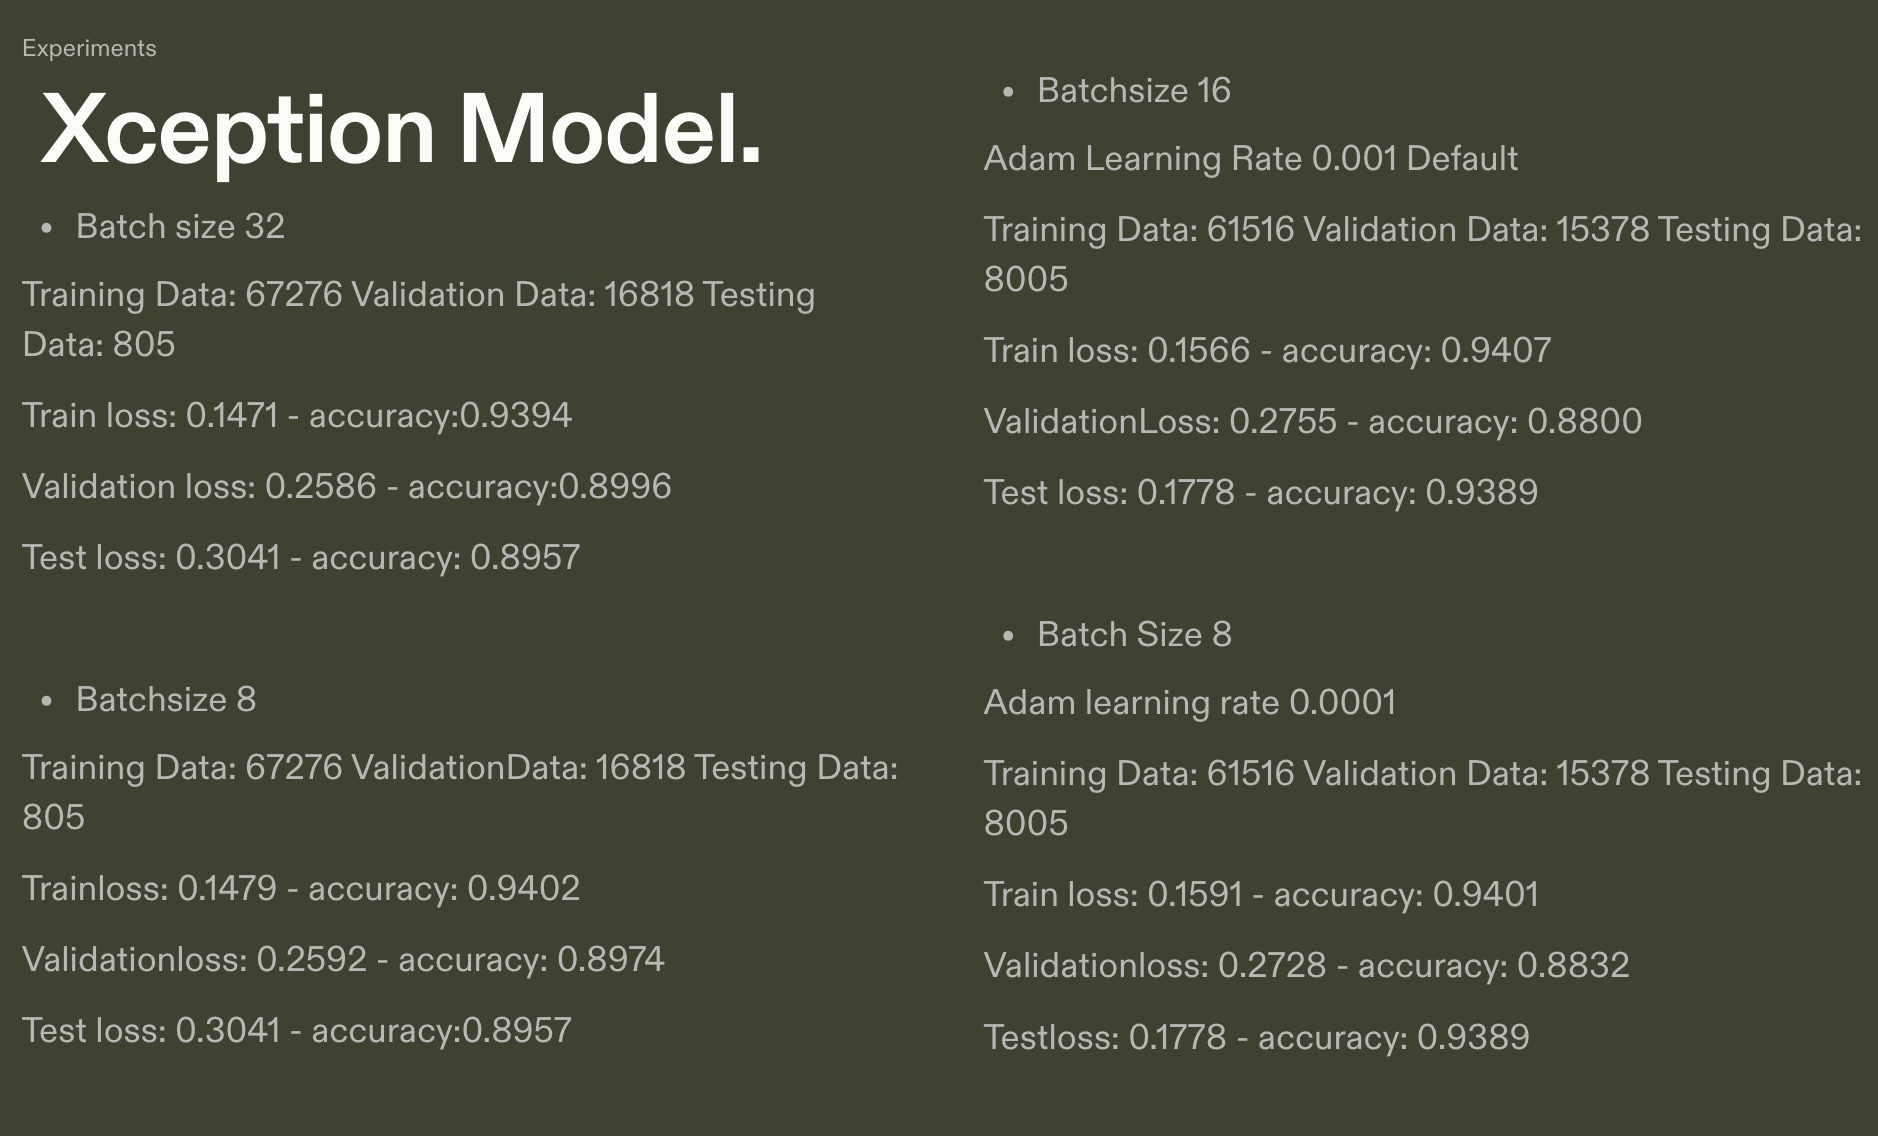 Experiments
Xception Model.
• Batch size 32
Training Data: 67276 Validation Data: 16818 Testing
Data: 805
Train loss: 0.1471 - accuracy:0.9394
Validation loss: 0.2586 - accuracy:0.8996
Test loss: 0.3041 - accuracy: 0.8957
• Batchsize 8
Training Data: 67276 ValidationData: 16818 Testing Data:
805
Trainloss: 0.1479 - accuracy: 0.9402
Validationloss: 0.2592 - accuracy: 0.8974
Test loss: 0.3041 - accuracy:0.8957
• Batchsize 16
Adam Learning Rate 0.001 Default
Training Data: 61516 Validation Data: 15378 Testing Data:
8005
Train loss: 0.1566 - accuracy: 0.9407
ValidationLoss: 0.2755 - accuracy: 0.8800
Test loss: 0.1778 - accuracy: 0.9389
• Batch Size 8
Adam learning rate 0.0001
Training Data: 61516 Validation Data: 15378 Testing Data:
8005
Train loss: 0.1591 - accuracy: 0.9401
Validationloss: 0.2728 - accuracy: 0.8832
Testloss: 0.1778 - accuracy: 0.9389